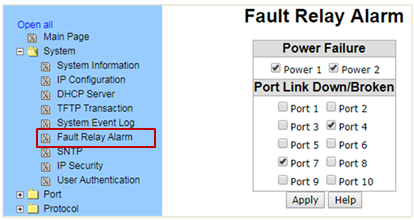 Open all
Main Page
System
System Information
IP Configuration
DHCP Server
TFTP Transaction
System Event Log
Fault Relay Alarm
SNTP
IP Security
User Authentication
Port
Protocol
Fault Relay Alarm
Power Failure
Power 1 Power 2
Port Link Down/Broken
Port 1 Port 2
Port 3 Port 4
Port 5 Port 6
Port 7 Port 8
Port 9 Port 10
Apply Help